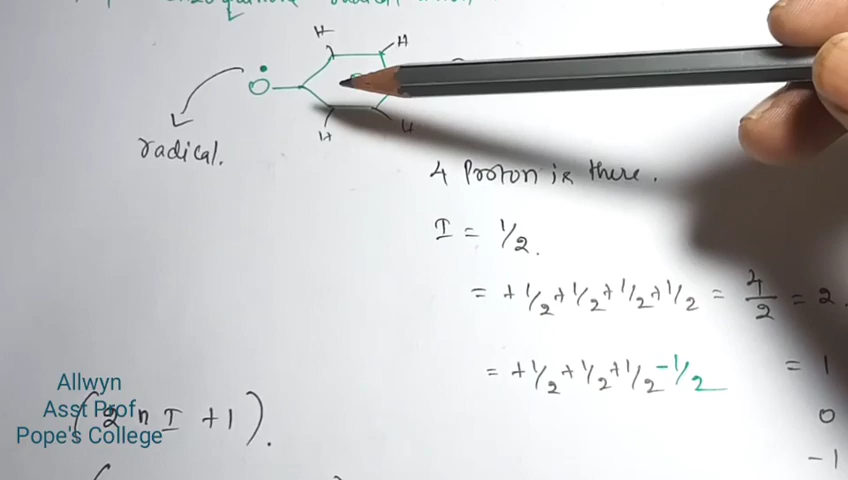 radical
H
H
O
H
radical.
4 Proton is there.
I = 1/2.
= +1/2 +1/2 +1/2 +1/2 = 4/2 = 2.
= +1/2 +1/2 +1/2 -1/2 = 1
0
-1
(2nI+1).
Allwyn
Asst Prof
Pope's College